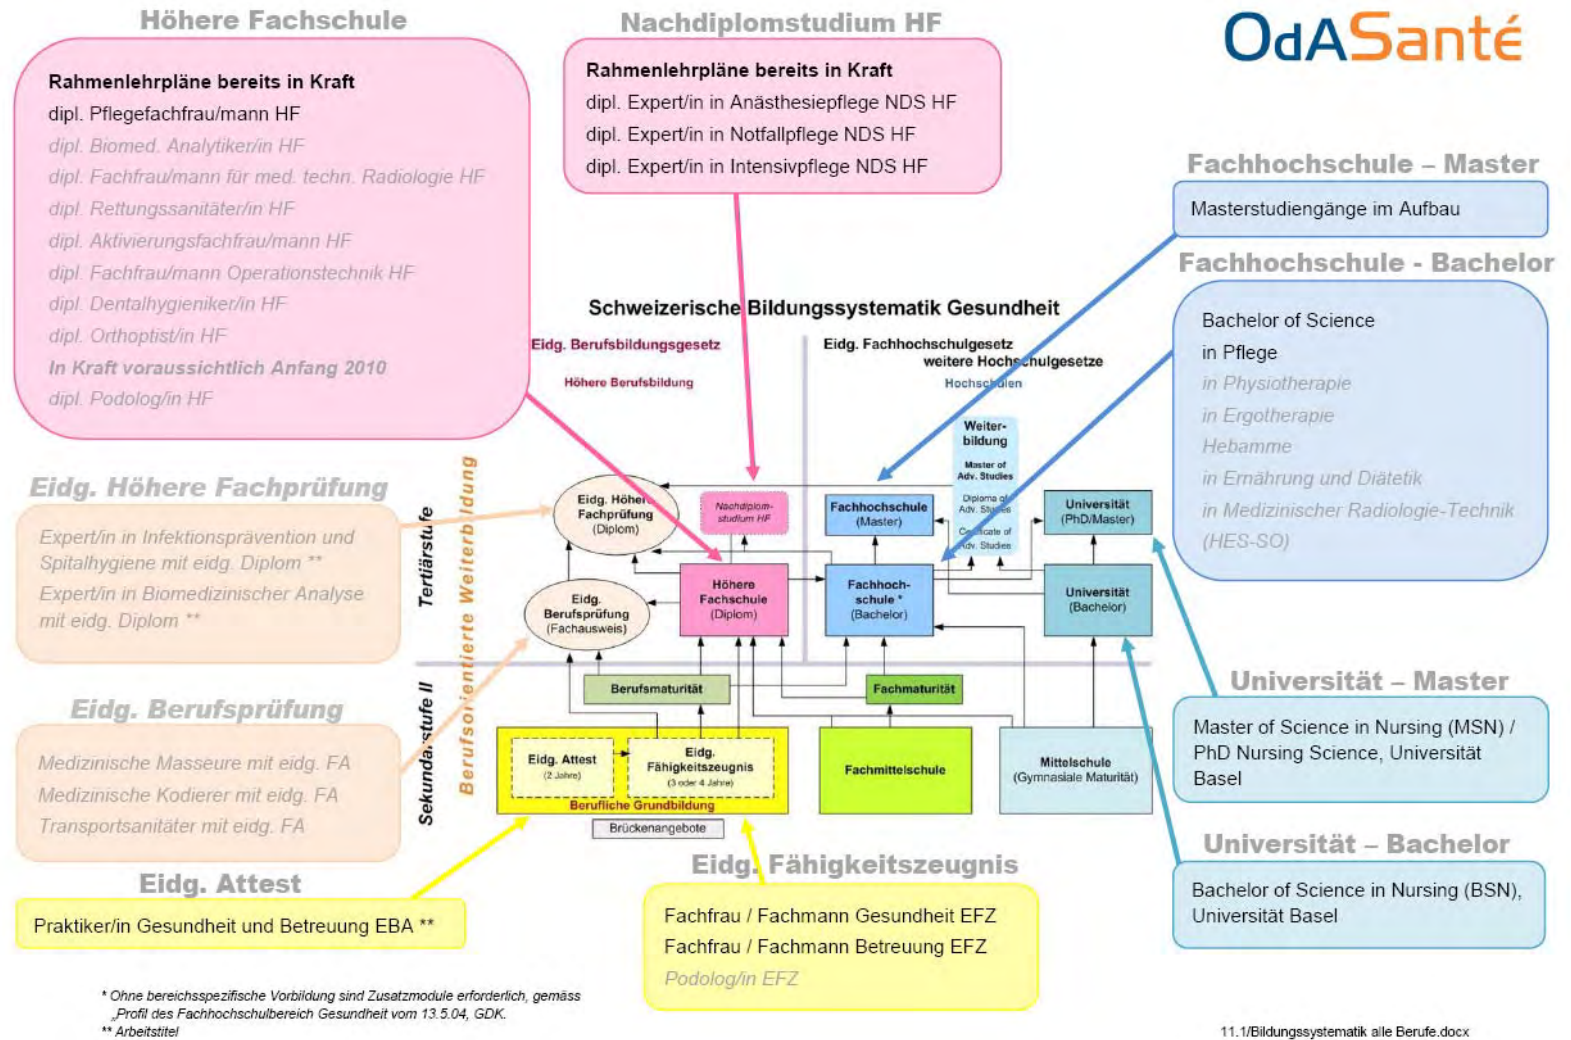 Höhere Fachschule
Rahmenlehrpläne bereits in Kraft
dipl. Pflegefachfrau/mann HF
dipl. Biomed. Analytiker/in HF
dipl. Fachfrau/mann für med. techn. Radiologie HF
dipl. Rettungssanitäter/in HF
dipl. Aktivierungsfachfrau/mann HF
dipl. Fachfrau/mann Operationstechnik HF
dipl. Dentalhygieniker/in HF
dipl. Orthoptist/in HF
In Kraft voraussichtlich Anfang 2010
dipl. Podolog/in HF
Nachdiplomstudium HF
Rahmenlehrpläne bereits in Kraft
dipl. Expert/in in Anästhesiepflege NDS HF
dipl. Expert/in in Notfallpflege NDS HF
dipl. Expert/in in Intensivpflege NDS HF
OdASanté
Fachhochschule – Master
Masterstudiengänge im Aufbau
Fachhochschule - Bachelor
Bachelor of Science
in Pflege
in Physiotherapie
in Ergotherapie
Hebamme
in Ernährung und Diätetik
in Medizinischer Radiologie-Technik
(HES-SO)
Schweizerische Bildungssystematik Gesundheit
Eidg. Berufsbildungsgesetz
Höhere Berufsbildung
Eidg. Fachhochschulgesetz
weitere Hochschulgesetze
Hochschulen
Tertiärstufe
Sekundarstufe II
Berufsorientierte Weiterbildung
Eidg. Höhere
Fachprüfung
(Diplom)
Nachdiplom-
studium HF
Fachhochschule
(Master)
Weiter-
bildung
Master of
Adv. Studies
Diploma of
Adv. Studies
Certificate of
Adv. Studies
Universität
(PhD/Master)
Eidg.
Berufsprüfung
(Fachausweis)
Höhere
Fachschule
(Diplom)
Fachhoch-
schule *
(Bachelor)
Universität
(Bachelor)
Berufsmaturität
Fachmaturität
Eidg. Attest
(2 Jahre)
Eidg.
Fähigkeitszeugnis
(3 oder 4 Jahre)
Berufliche Grundbildung
Fachmittelschule
Mittelschule
(Gymnasiale Maturität)
Brückenangebote
Eidg. Höhere Fachprüfung
Expert/in in Infektionsprävention und
Spitalhygiene mit eidg. Diplom **
Expert/in in Biomedizinischer Analyse
mit eidg. Diplom **
Eidg. Berufsprüfung
Medizinische Masseure mit eidg. FA
Medizinische Kodierer mit eidg. FA
Transportsanitäter mit eidg. FA
Eidg. Attest
Praktiker/in Gesundheit und Betreuung EBA **
Eidg. Fähigkeitszeugnis
Fachfrau / Fachmann Gesundheit EFZ
Fachfrau / Fachmann Betreuung EFZ
Podolog/in EFZ
Universität – Master
Master of Science in Nursing (MSN) /
PhD Nursing Science, Universität
Basel
Universität – Bachelor
Bachelor of Science in Nursing (BSN),
Universität Basel
* Ohne bereichsspezifische Vorbildung sind Zusatzmodule erforderlich, gemäss
„Profil des Fachhochschulbereich Gesundheit vom 13.5.04, GDK.
** Arbeitstitel
11.1/Bildungssystematik alle Berufe.docx